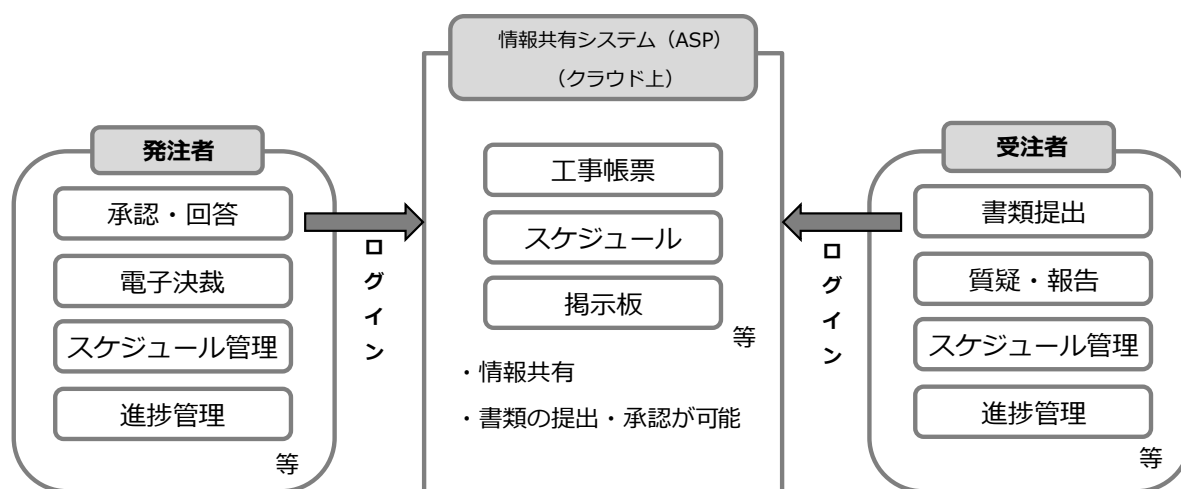 情報共有システム（ASP）
（クラウド上）
発注者
承認・回答
電子決裁
スケジュール管理
進捗管理
等
ログイン
工事帳票
スケジュール
掲示板
等
・情報共有
・書類の提出・承認が可能
ログイン
受注者
書類提出
質疑・報告
スケジュール管理
進捗管理
等